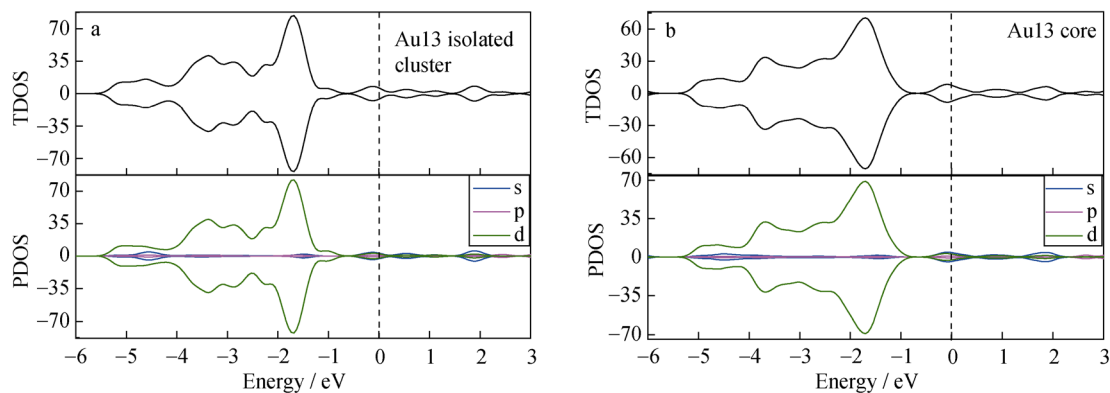 a
Au13 isolated
cluster
TDOS
70
35
0
−35
−70
s
p
d
PDOS
70
35
0
−35
−70
−6 −5 −4 −3 −2 −1 0 1 2 3
Energy / eV
b
Au13 core
TDOS
60
30
0
−30
−60
s
p
d
PDOS
70
35
0
−35
−70
−6 −5 −4 −3 −2 −1 0 1 2 3
Energy / eV